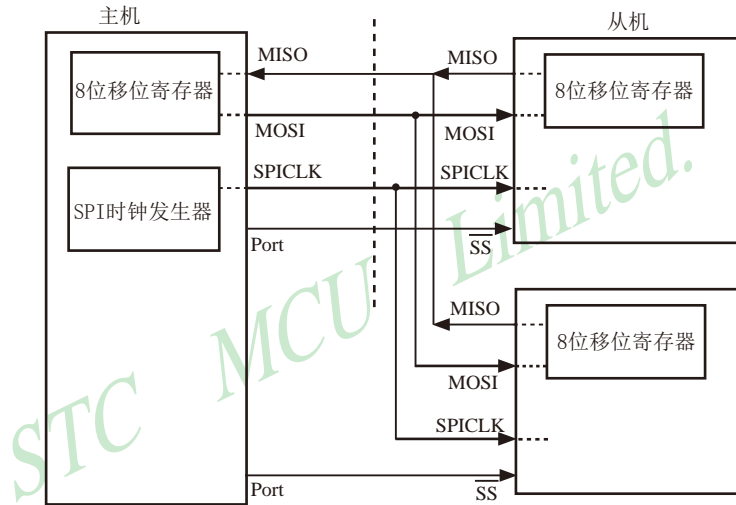 主机
从机
MISO
MISO
8位移位寄存器
8位移位寄存器
MOSI
MOSI
SPICLK
SPICLK
SPI时钟发生器
Port
SS
MISO
8位移位寄存器
MOSI
SPICLK
Port
SS
STC MCU Limited.